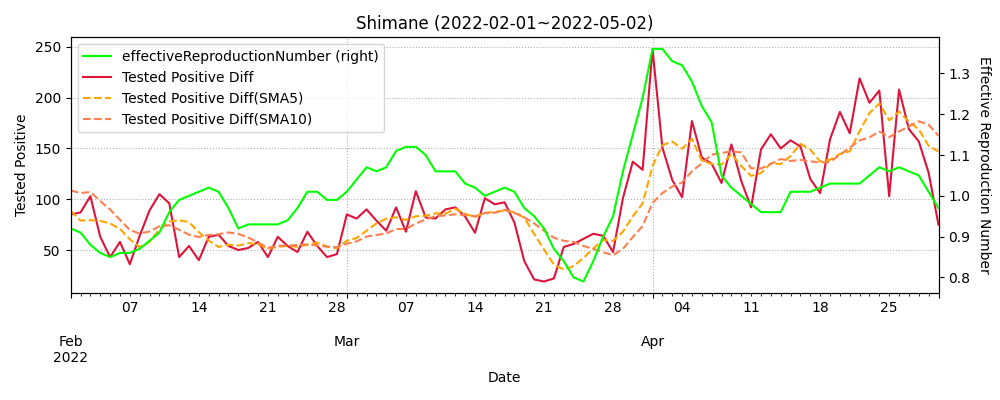 Shimane (2022-02-01~2022-05-02)
effectiveReproductionNumber (right)
Tested Positive Diff
Tested Positive Diff(SMA5)
Tested Positive Diff(SMA10)
Tested Positive
250
200
150
100
50
1.3
1.2
1.1
1.0
0.9
0.8
Effective Reproduction Number
07 14 21 28 07 14 21 28 04 11 18 25
Feb Mar Apr
2022
Date